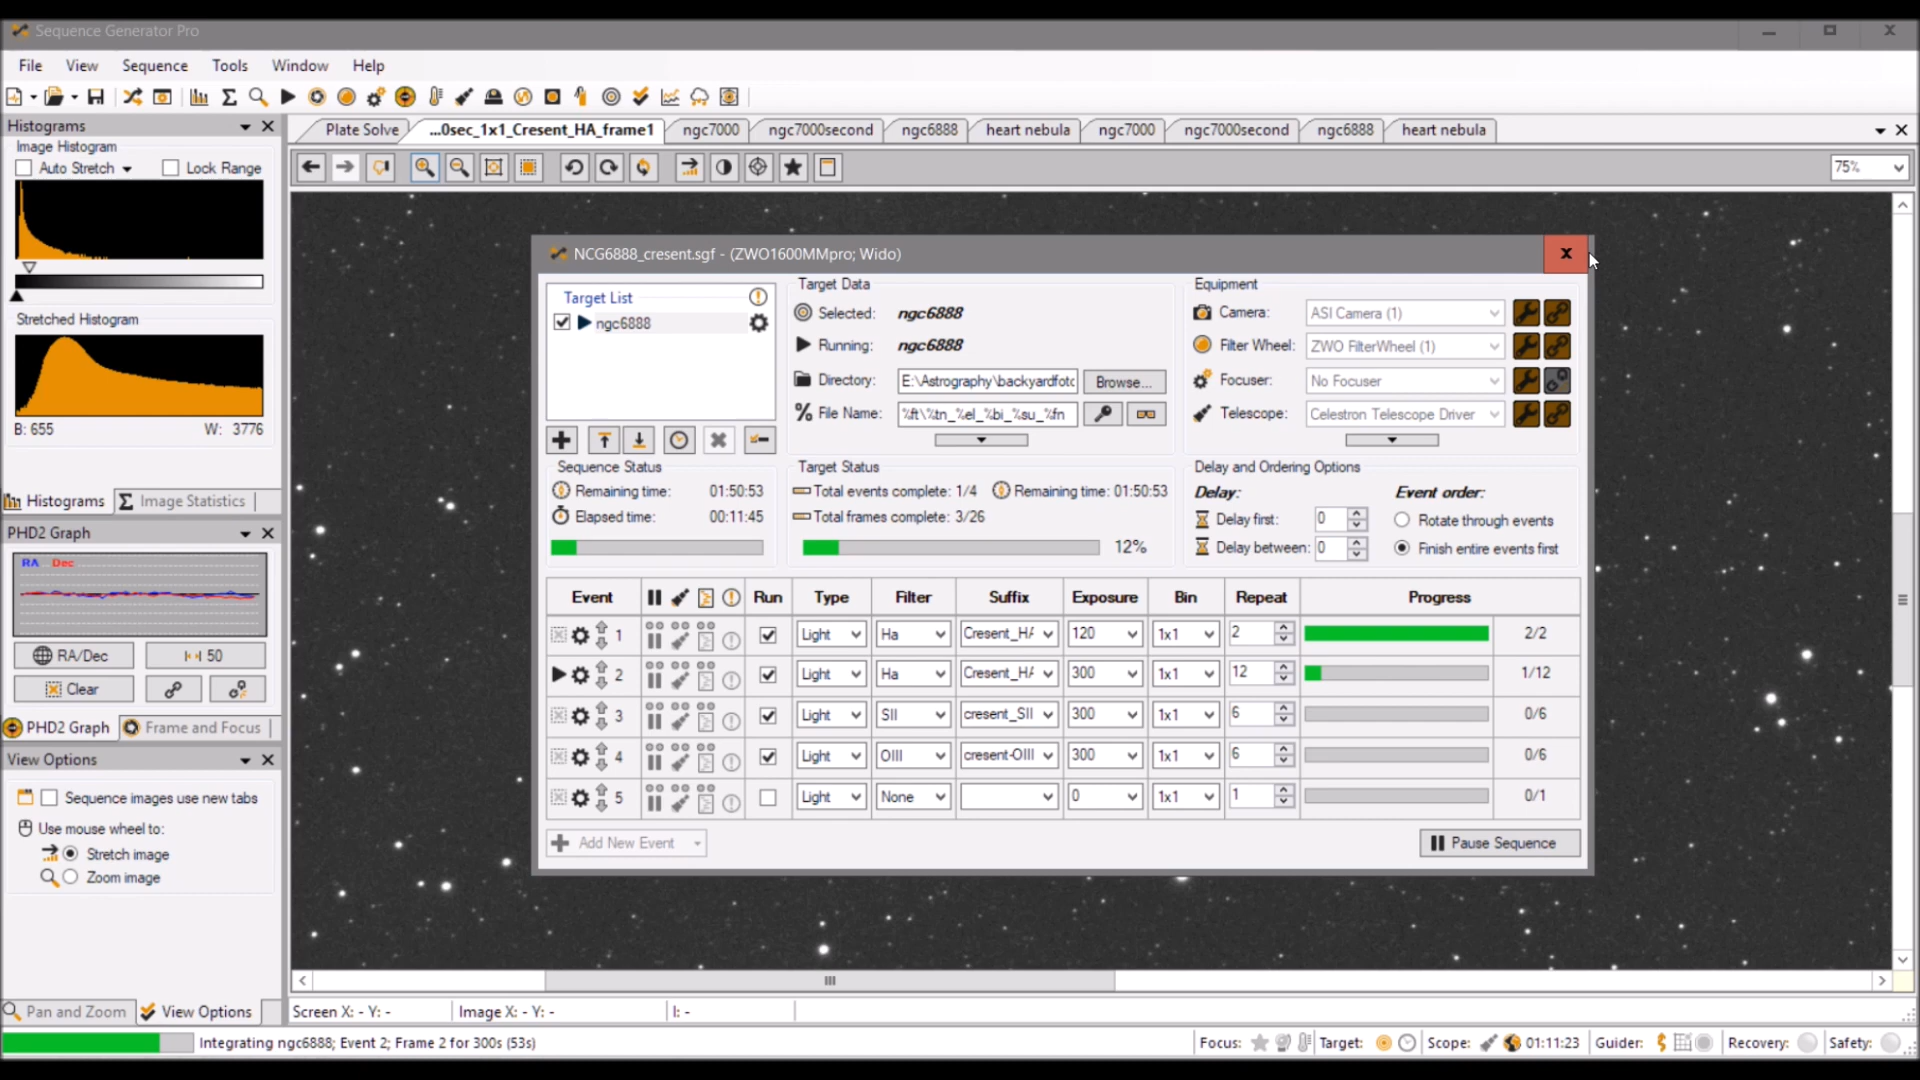 Sequence Generator Pro
File View Sequence Tools Window Help
Histograms
Plate Solve ...0sec_1x1_Cresent_HA_frame1 ngc7000 ngc7000second ngc6888 heart nebula ngc7000 ngc7000second ngc6888 heart nebula
Image Histogram
Auto Stretch Lock Range
75%
Stretched Histogram
B: 655 W: 3776
Histograms Image Statistics
PHD2 Graph
RA Dec
RA/Dec 50
Clear
PHD2 Graph Frame and Focus
View Options
Sequence images use new tabs
Use mouse wheel to:
Stretch image
Zoom image
Pan and Zoom View Options
NCG6888_cresent.sgf - (ZWO1600MMpro; Wido)
Target List
ngc6888
Target Data
Selected: ngc6888
Running: ngc6888
Directory: E:\Astrography\backyardfotc Browse...
File Name: %ft\%tn_%el_%bi_%su_%fn
Equipment
Camera: ASI Camera (1)
Filter Wheel: ZWO FilterWheel (1)
Focuser: No Focuser
Telescope: Celestron Telescope Driver
Sequence Status
Remaining time: 01:50:53
Elapsed time: 00:11:45
Target Status
Total events complete: 1/4 Remaining time: 01:50:53
Total frames complete: 3/26
12%
Delay and Ordering Options
Delay: Event order:
Delay first: 0 Rotate through events
Delay between: 0 Finish entire events first
Event Run Type Filter Suffix Exposure Bin Repeat Progress
1 Light Ha Cresent_HA 120 1x1 2 2/2
2 Light Ha Cresent_HA 300 1x1 12 1/12
3 Light SII cresent_SII 300 1x1 6 0/6
4 Light OIII cresent-OIII 300 1x1 6 0/6
5 Light None 0 1x1 1 0/1
Add New Event Pause Sequence
Screen X: - Y: - Image X: - Y: - I: -
Integrating ngc6888; Event 2; Frame 2 for 300s (53s) Focus: Target: Scope: 01:11:23 Guider: Recovery: Safety: